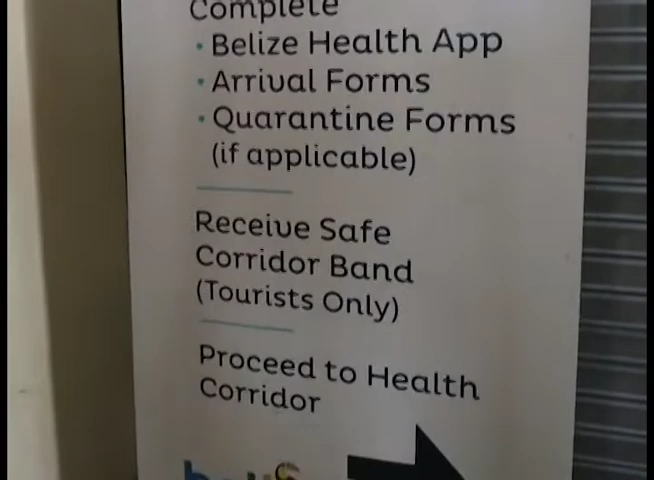 Complete
• Belize Health App
• Arrival Forms
• Quarantine Forms
(if applicable)
Receive Safe
Corridor Band
(Tourists Only)
Proceed to Health
Corridor